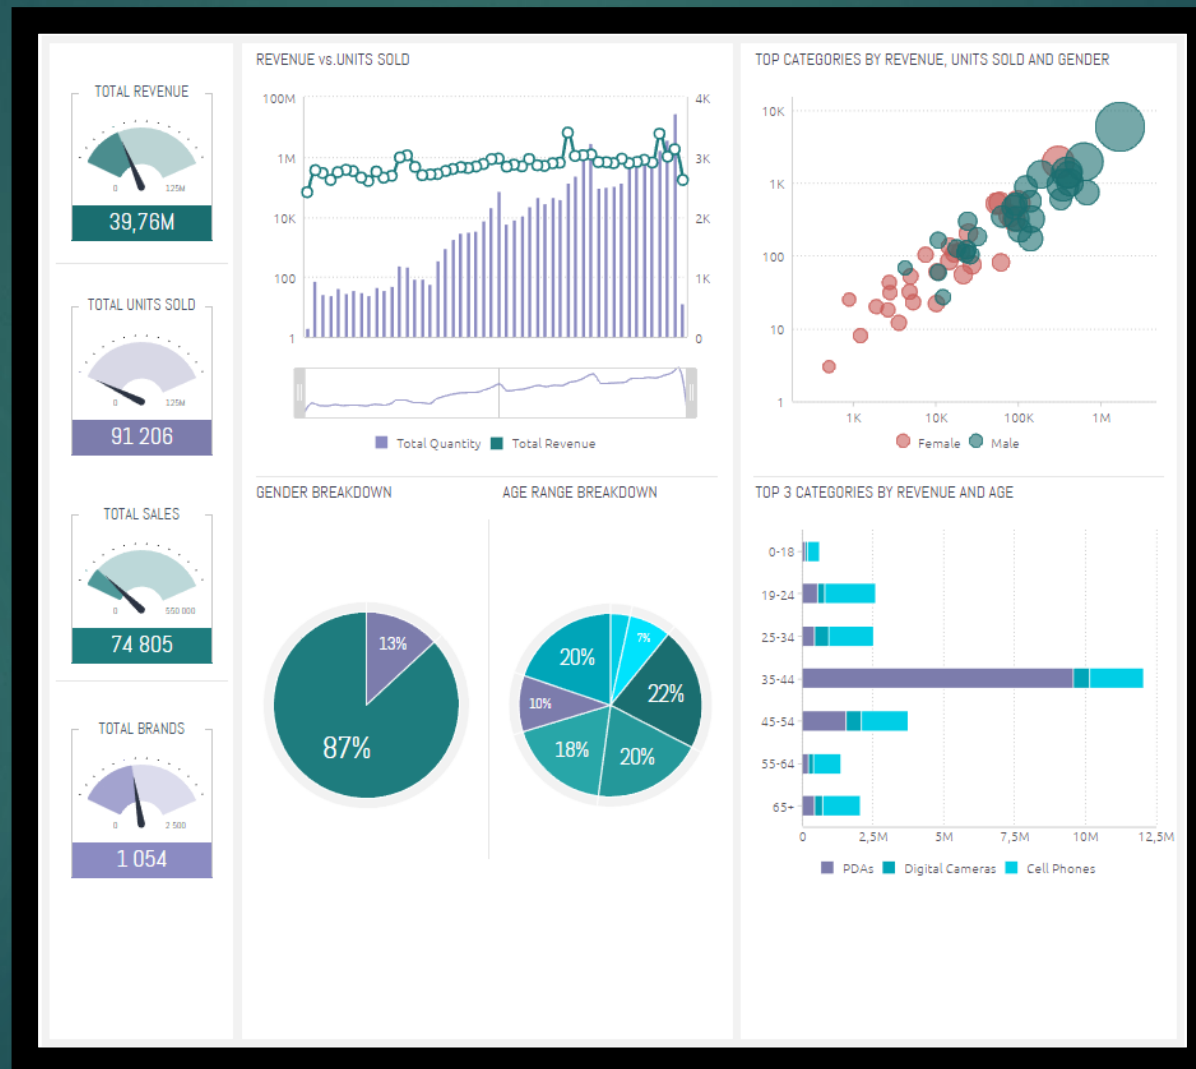 TOTAL REVENUE
0 125M
39,76M
TOTAL UNITS SOLD
0 125M
91 206
TOTAL SALES
0 550 000
74 805
TOTAL BRANDS
0 2 500
1 054
REVENUE vs.UNITS SOLD
100M 4K
1M 3K
10K 2K
100 1K
1 0
Total Quantity Total Revenue
GENDER BREAKDOWN
13%
87%
AGE RANGE BREAKDOWN
7%
20%
22%
10%
18%
20%
TOP CATEGORIES BY REVENUE, UNITS SOLD AND GENDER
10K
1K
100
10
1
1K 10K 100K 1M
Female Male
TOP 3 CATEGORIES BY REVENUE AND AGE
0-18
19-24
25-34
35-44
45-54
55-64
65+
0 2,5M 5M 7,5M 10M 12,5M
PDAs Digital Cameras Cell Phones